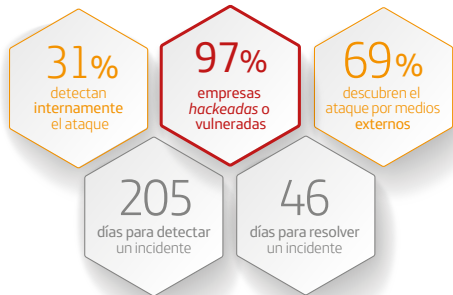 31%
detectan
internamente
el ataque
97%
empresas
hackeadas o
vulneradas
69%
descubren el
ataque por medios
externos
205
días para detectar
un incidente
46
días para resolver
un incidente